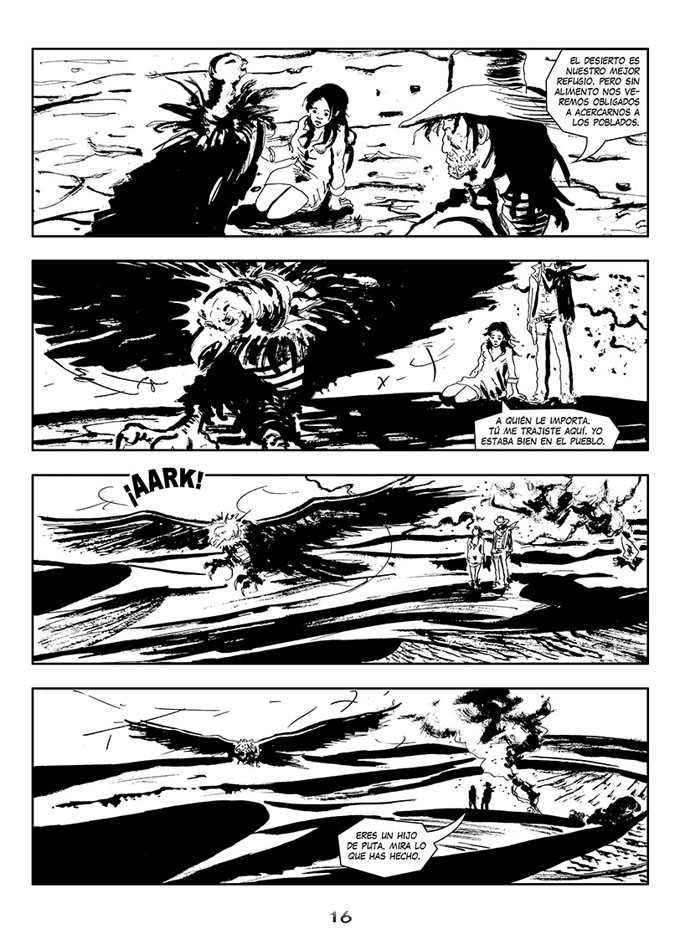 EL DESIERTO ES
NUESTRO MEJOR
REFUGIO. PERO SIN
ALIMENTO NOS VE-
REMOS OBLIGADOS
A ACERCARNOS A
LOS POBLADOS.
A QUIÉN LE IMPORTA.
TÚ ME TRAJISTE AQUÍ. YO
ESTABA BIEN EN EL PUEBLO.
¡AARK!
ERES UN HIJO
DE PUTA. MIRA LO
QUE HAS HECHO.
16